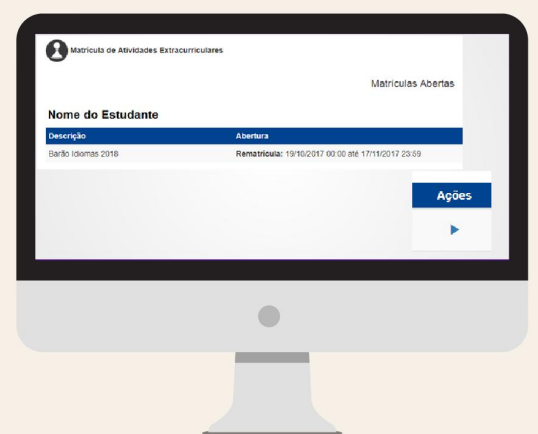 Matrícula de Atividades Extracurriculares
Matrículas Abertas
Nome do Estudante
Descrição Abertura
Barão Idiomas 2018 Rematrícula: 19/10/2017 00:00 até 17/11/2017 23:59
Ações